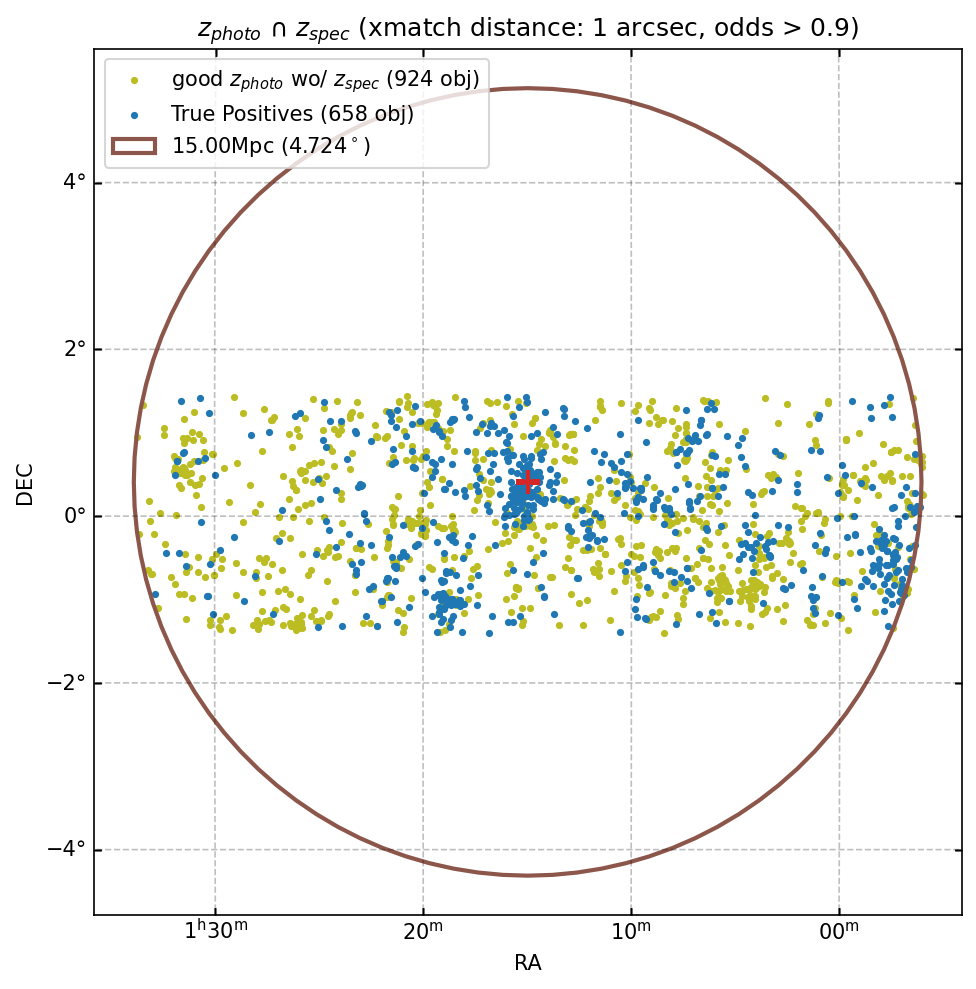 z_photo ∩ z_spec (xmatch distance: 1 arcsec, odds > 0.9)
good z_photo wo/ z_spec (924 obj)
True Positives (658 obj)
15.00Mpc (4.724°)
4°
2°
0°
−2°
−4°
DEC
1ʰ30ᵐ 20ᵐ 10ᵐ 00ᵐ
RA